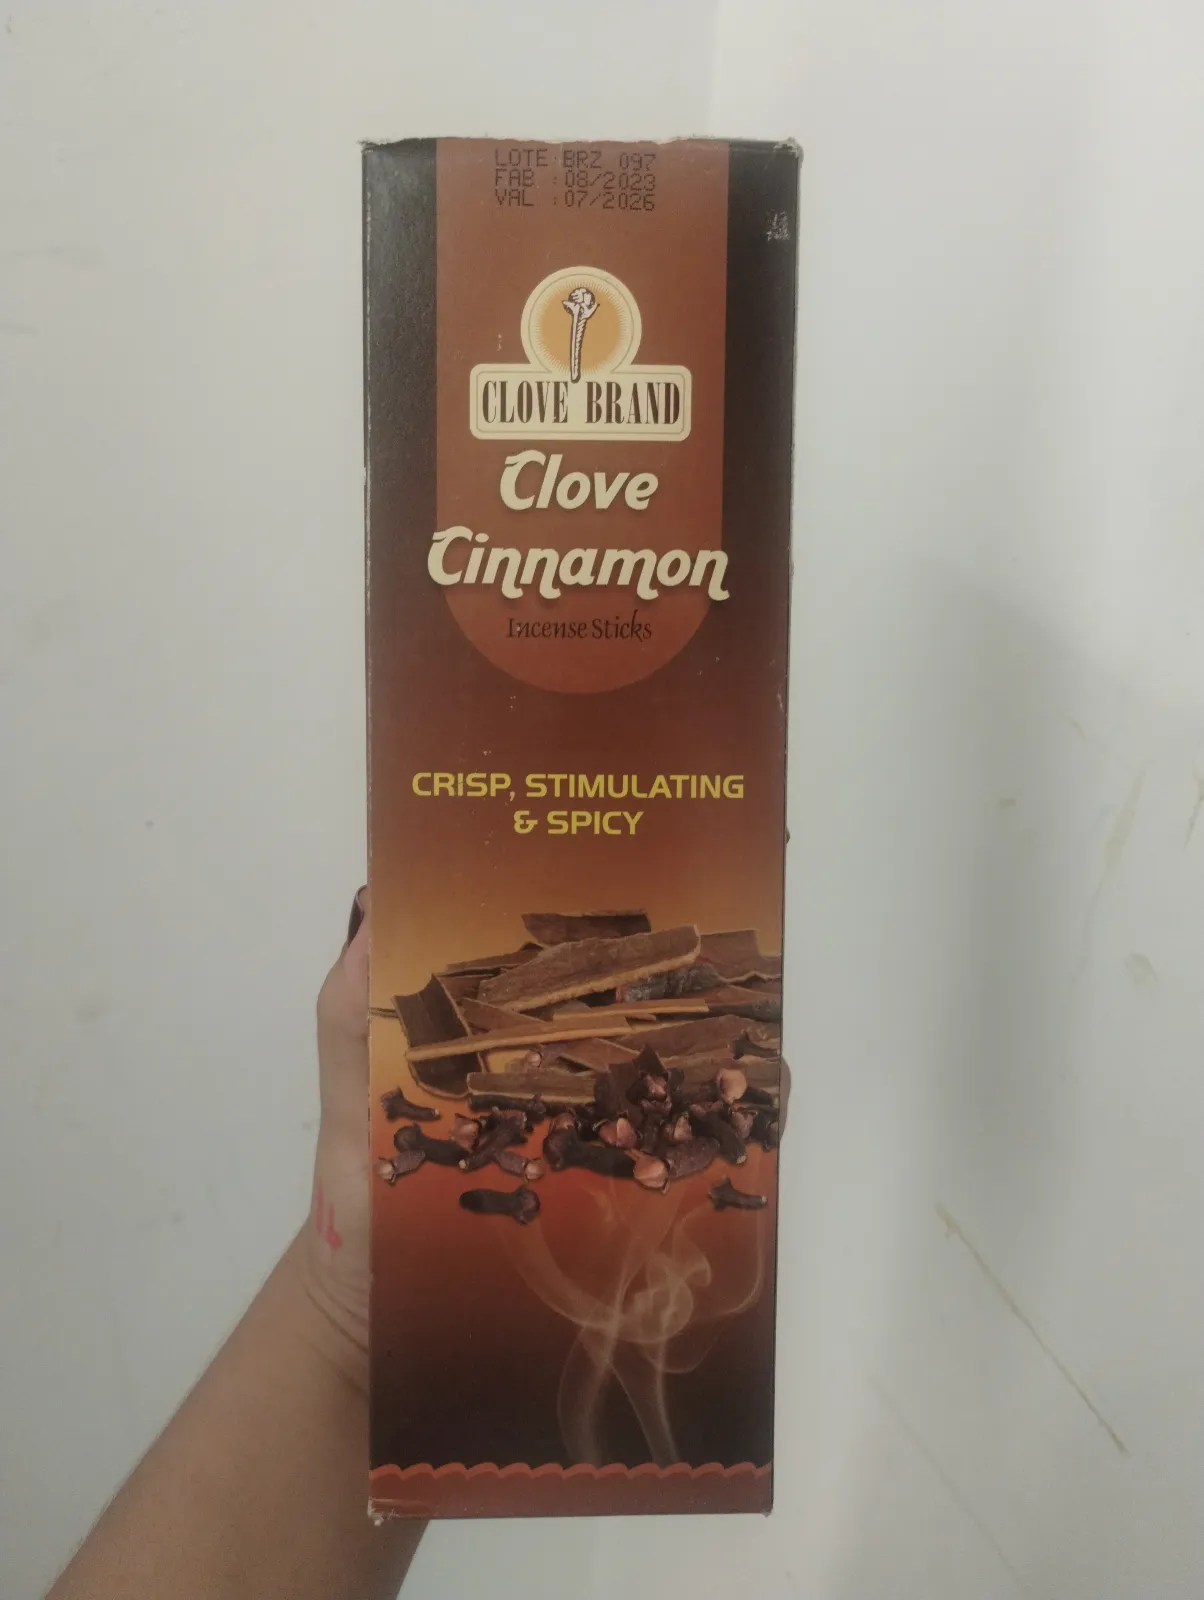 LOTE:BRZ 097
FAB :08/2023
VAL :07/2026
CLOVE BRAND
Clove
Cinnamon
Incense Sticks
CRISP, STIMULATING
& SPICY